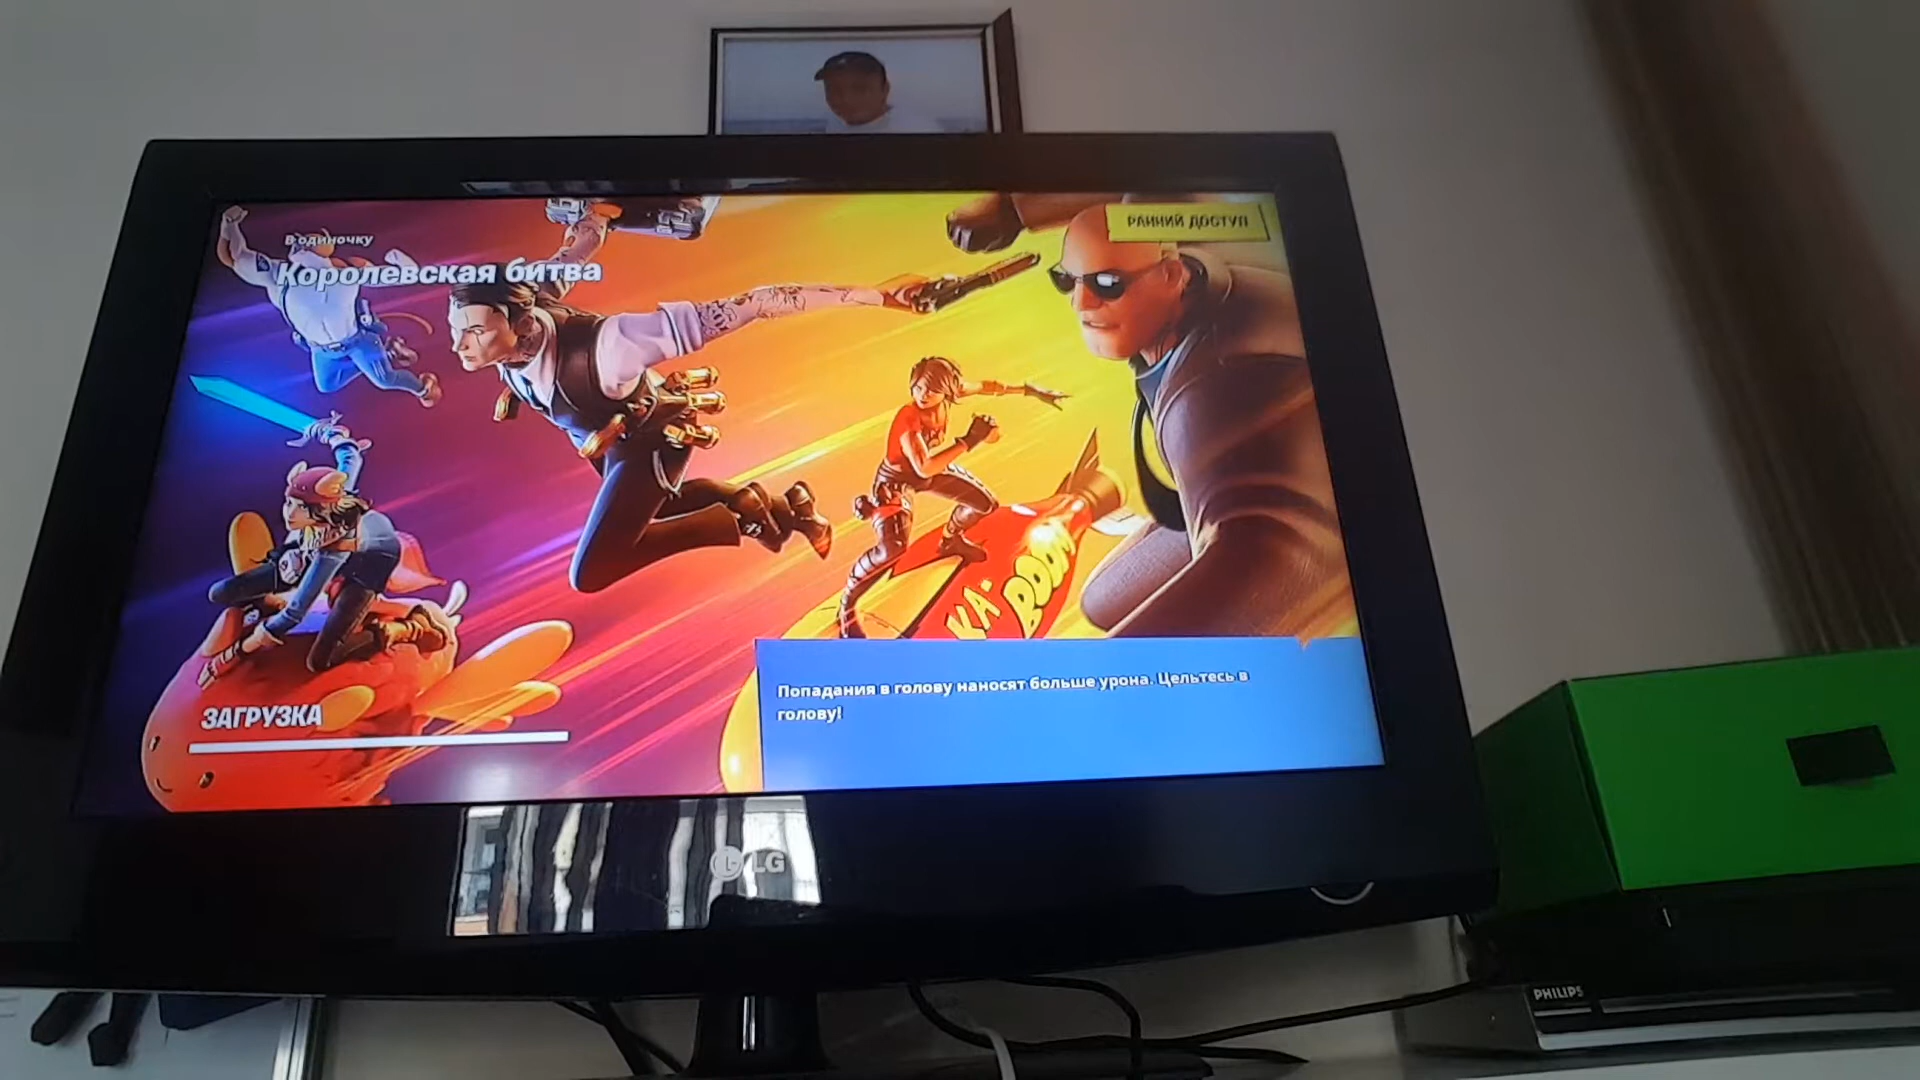 В одиночку
Королевская битва
РАННИЙ ДОСТУП
KA-
BOOM
Попадания в голову наносят больше урона. Цельтесь в
голову!
ЗАГРУЗКА
LG
PHILIPS